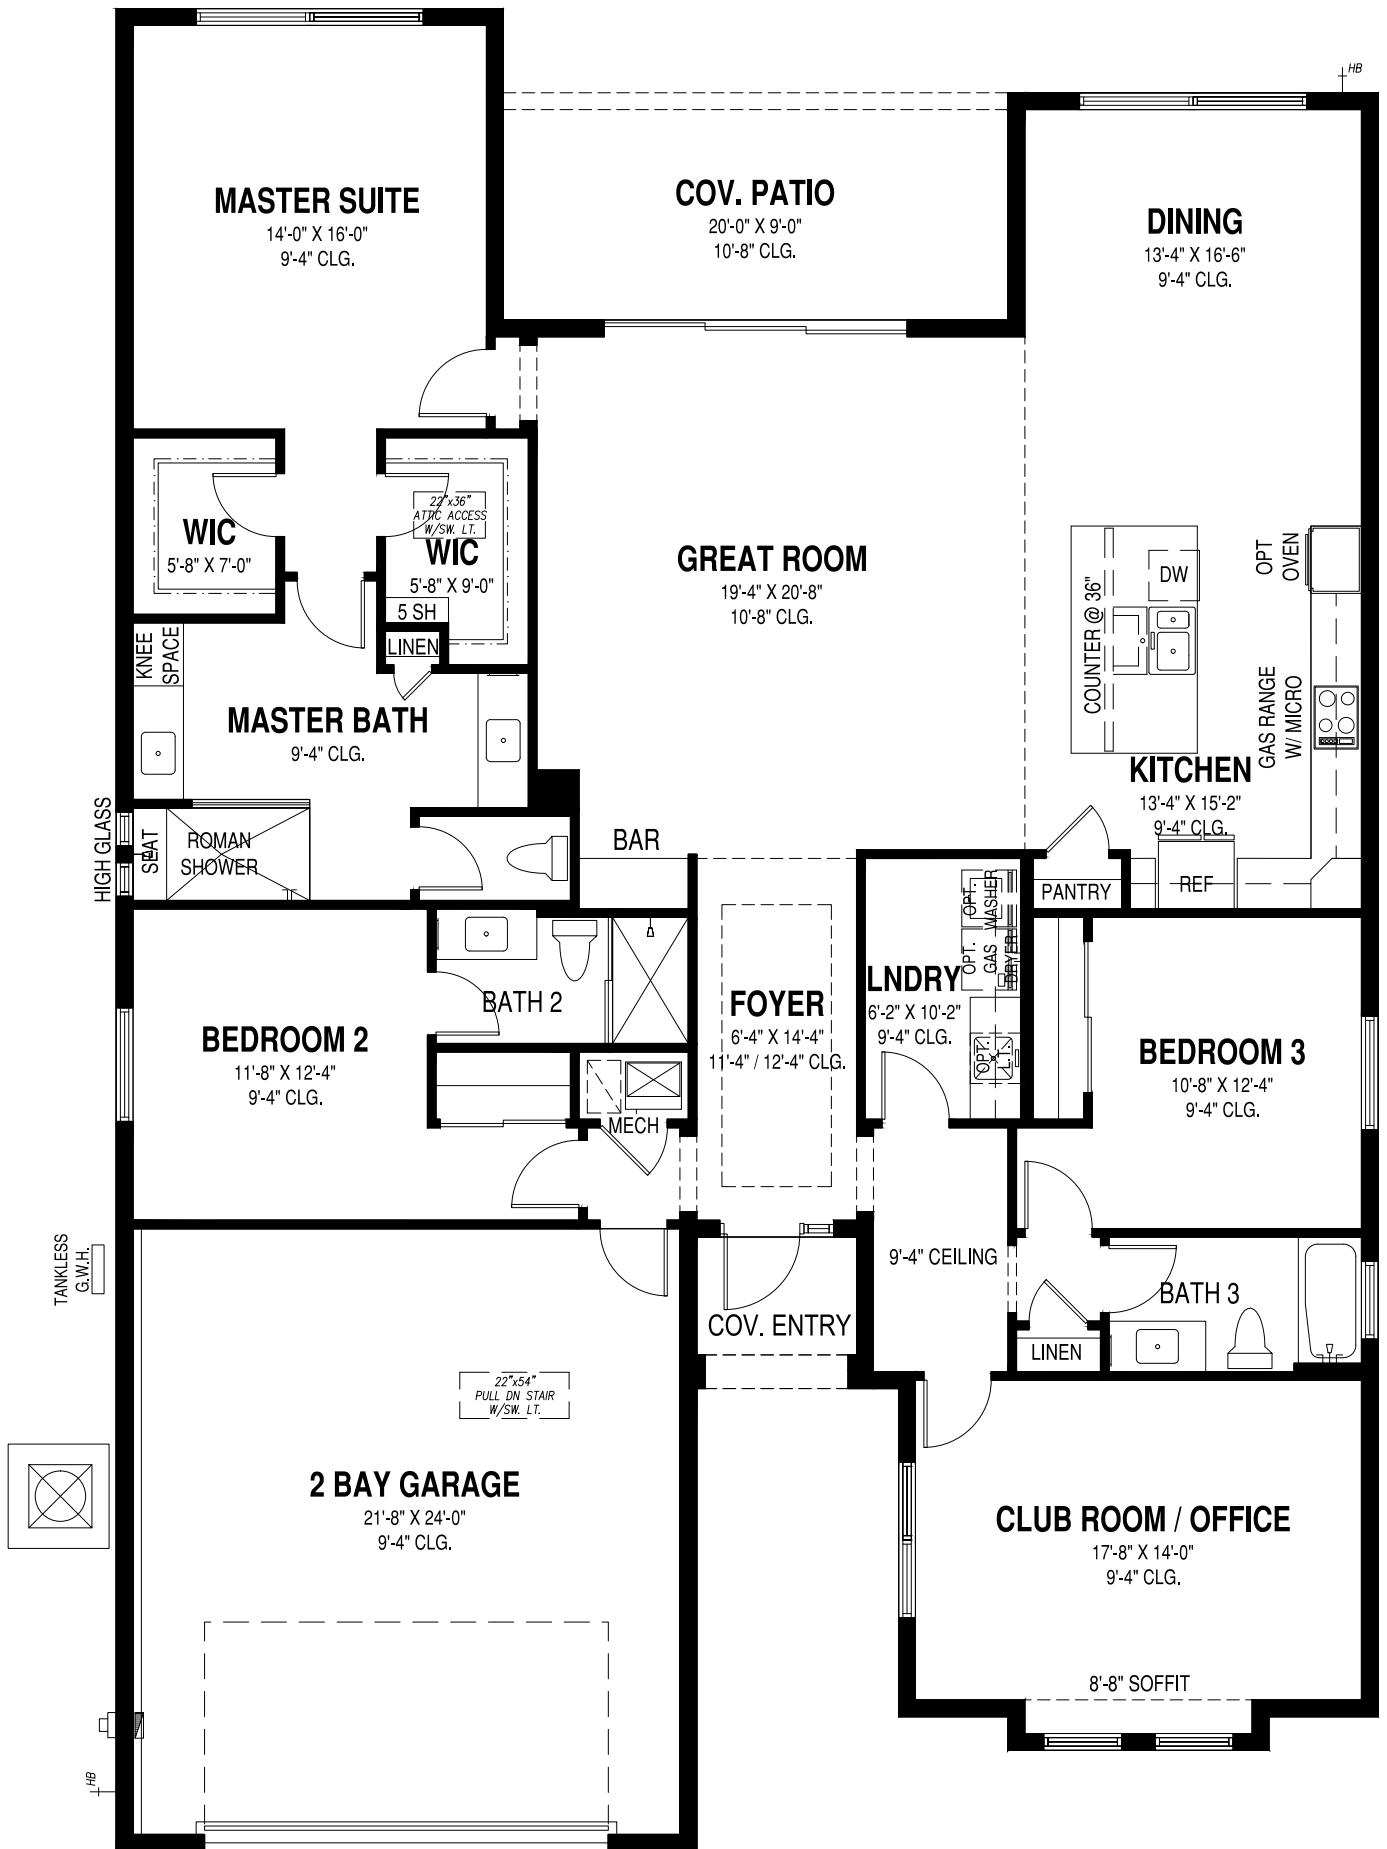 HB
MASTER SUITE
14'-0" X 16'-0"
9'-4" CLG.
COV. PATIO
20'-0" X 9'-0"
10'-8" CLG.
DINING
13'-4" X 16'-6"
9'-4" CLG.
WIC
5'-8" X 7'-0"
22"x36"
ATTIC ACCESS
W/SW. LT.
WIC
5'-8" X 9'-0"
5 SH
LINEN
GREAT ROOM
19'-4" X 20'-8"
10'-8" CLG.
COUNTER @ 36"
DW
OPT
OVEN
GAS RANGE
W/ MICRO
KITCHEN
13'-4" X 15'-2"
9'-4" CLG.
KNEE
SPACE
MASTER BATH
9'-4" CLG.
HIGH GLASS
SEAT
ROMAN
SHOWER
BAR
PANTRY
REF
OPT.
WASHER
OPT.
GAS
DRYER
LNDRY
6'-2" X 10'-2"
9'-4" CLG.
OPT.
L.T.
BATH 2
FOYER
6'-4" X 14'-4"
11'-4" / 12'-4" CLG.
BEDROOM 2
11'-8" X 12'-4"
9'-4" CLG.
BEDROOM 3
10'-8" X 12'-4"
9'-4" CLG.
MECH
TANKLESS
G.W.H.
9'-4" CEILING
BATH 3
COV. ENTRY
LINEN
22"x54"
PULL DN STAIR
W/SW. LT.
2 BAY GARAGE
21'-8" X 24'-0"
9'-4" CLG.
CLUB ROOM / OFFICE
17'-8" X 14'-0"
9'-4" CLG.
8'-8" SOFFIT
HB